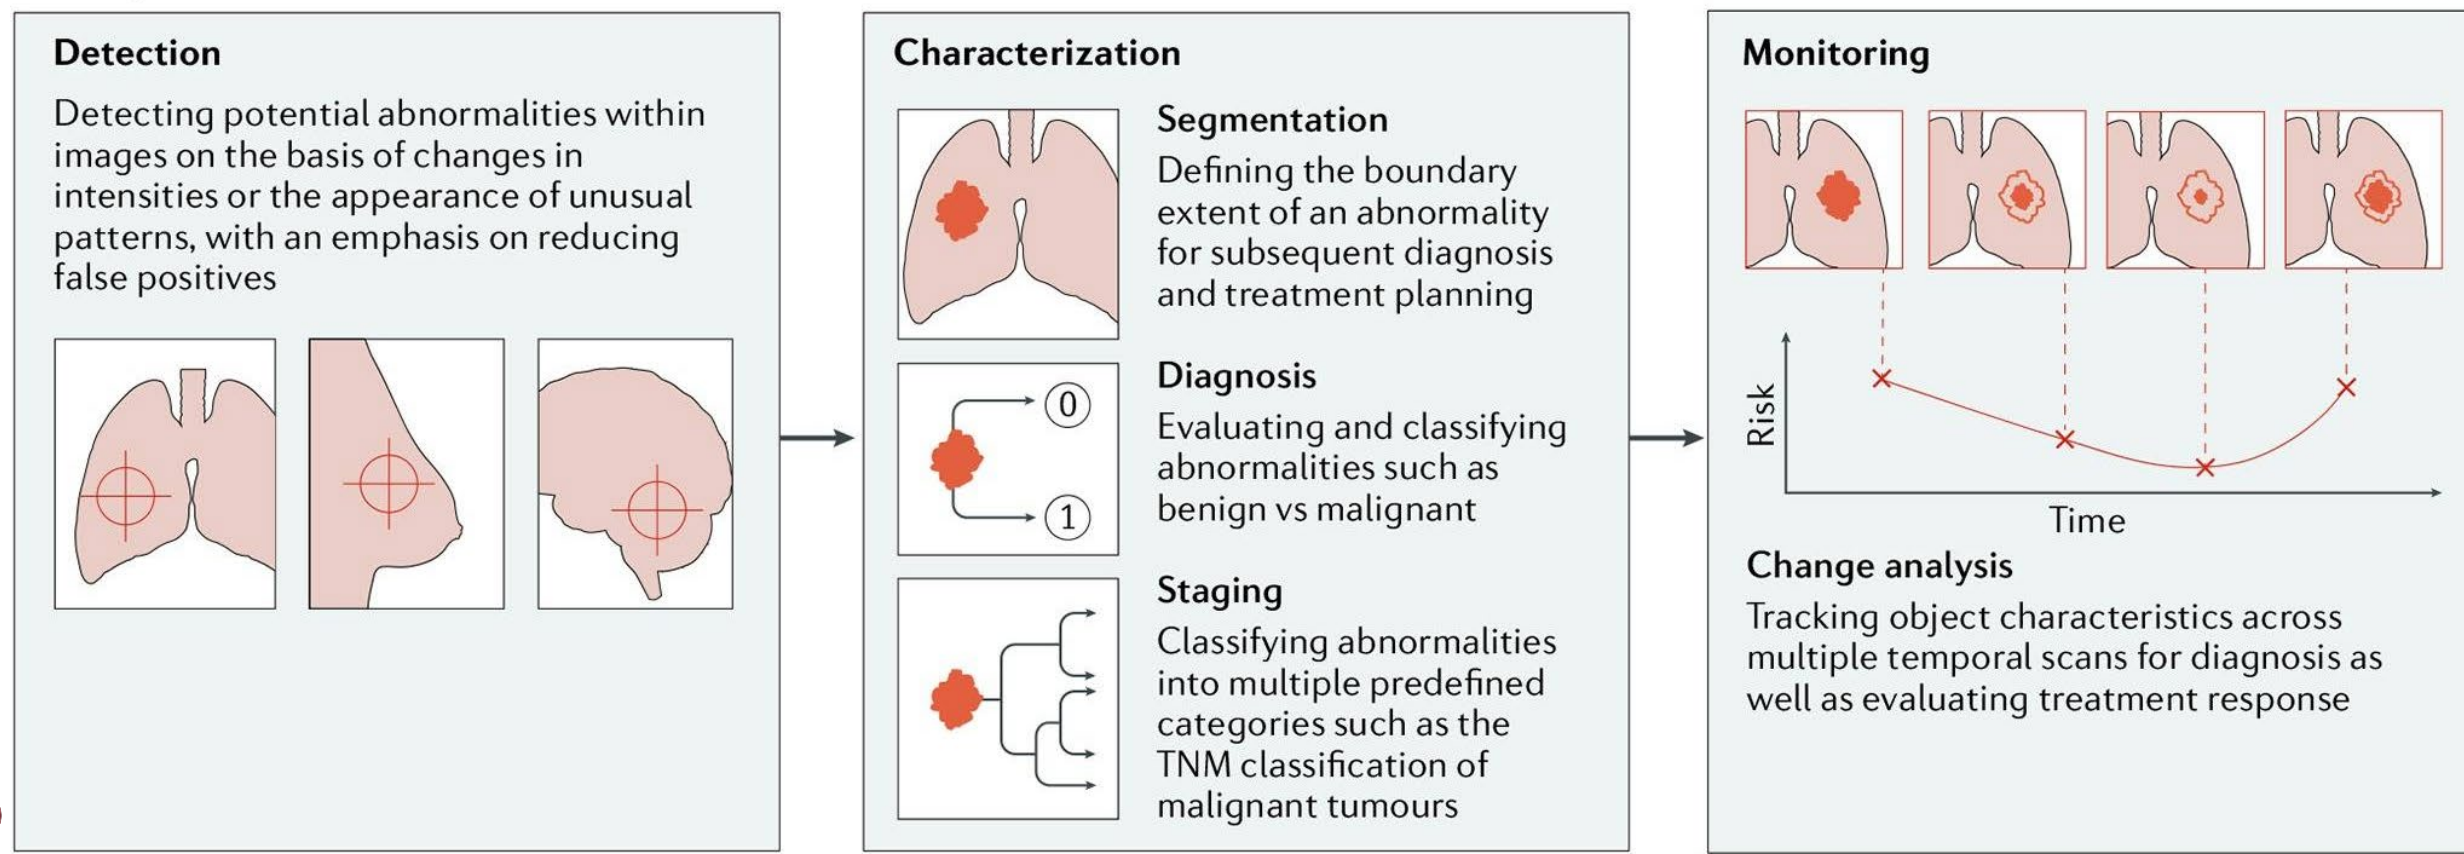 Detection
Detecting potential abnormalities within
images on the basis of changes in
intensities or the appearance of unusual
patterns, with an emphasis on reducing
false positives
Characterization
Segmentation
Defining the boundary
extent of an abnormality
for subsequent diagnosis
and treatment planning
0
1
Diagnosis
Evaluating and classifying
abnormalities such as
benign vs malignant
Staging
Classifying abnormalities
into multiple predefined
categories such as the
TNM classification of
malignant tumours
Monitoring
Risk
Time
Change analysis
Tracking object characteristics across
multiple temporal scans for diagnosis as
well as evaluating treatment response